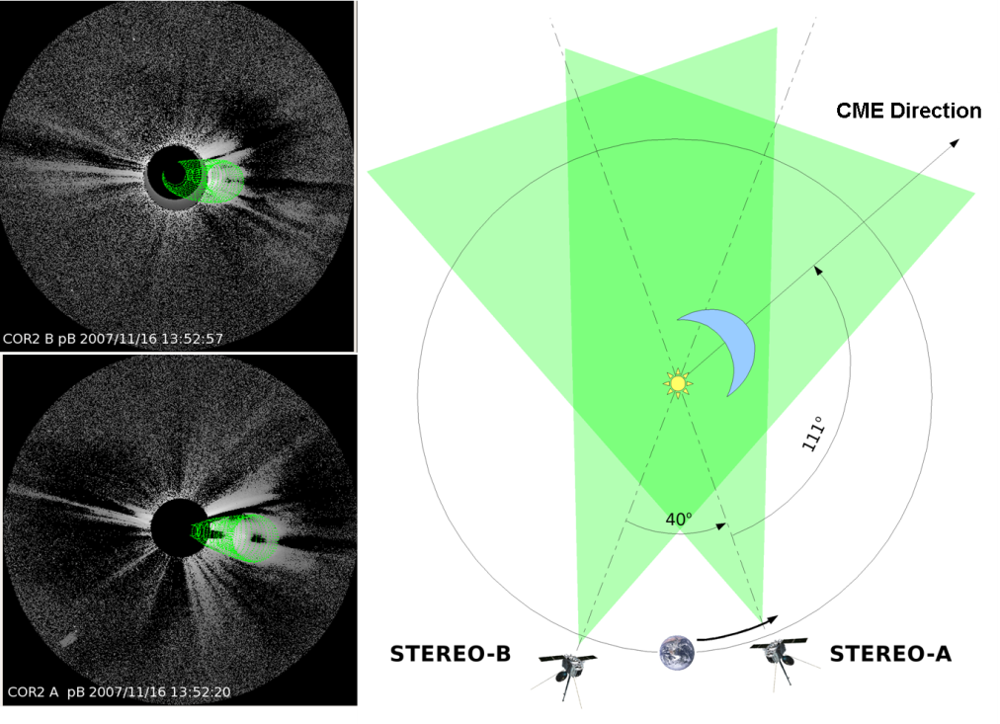 COR2 B pB 2007/11/16 13:52:57
COR2 A  pB 2007/11/16 13:52:20
CME Direction
111°
40°
STEREO-B
STEREO-A